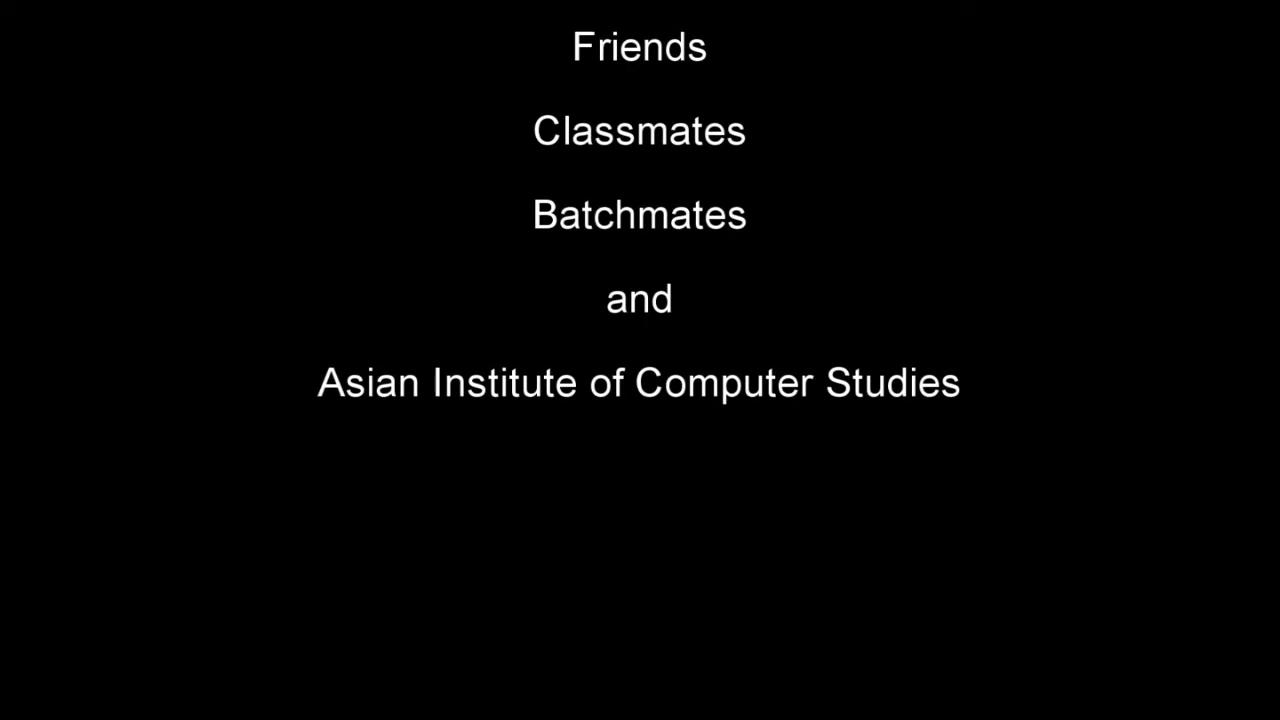 Friends
Classmates
Batchmates
and
Asian Institute of Computer Studies